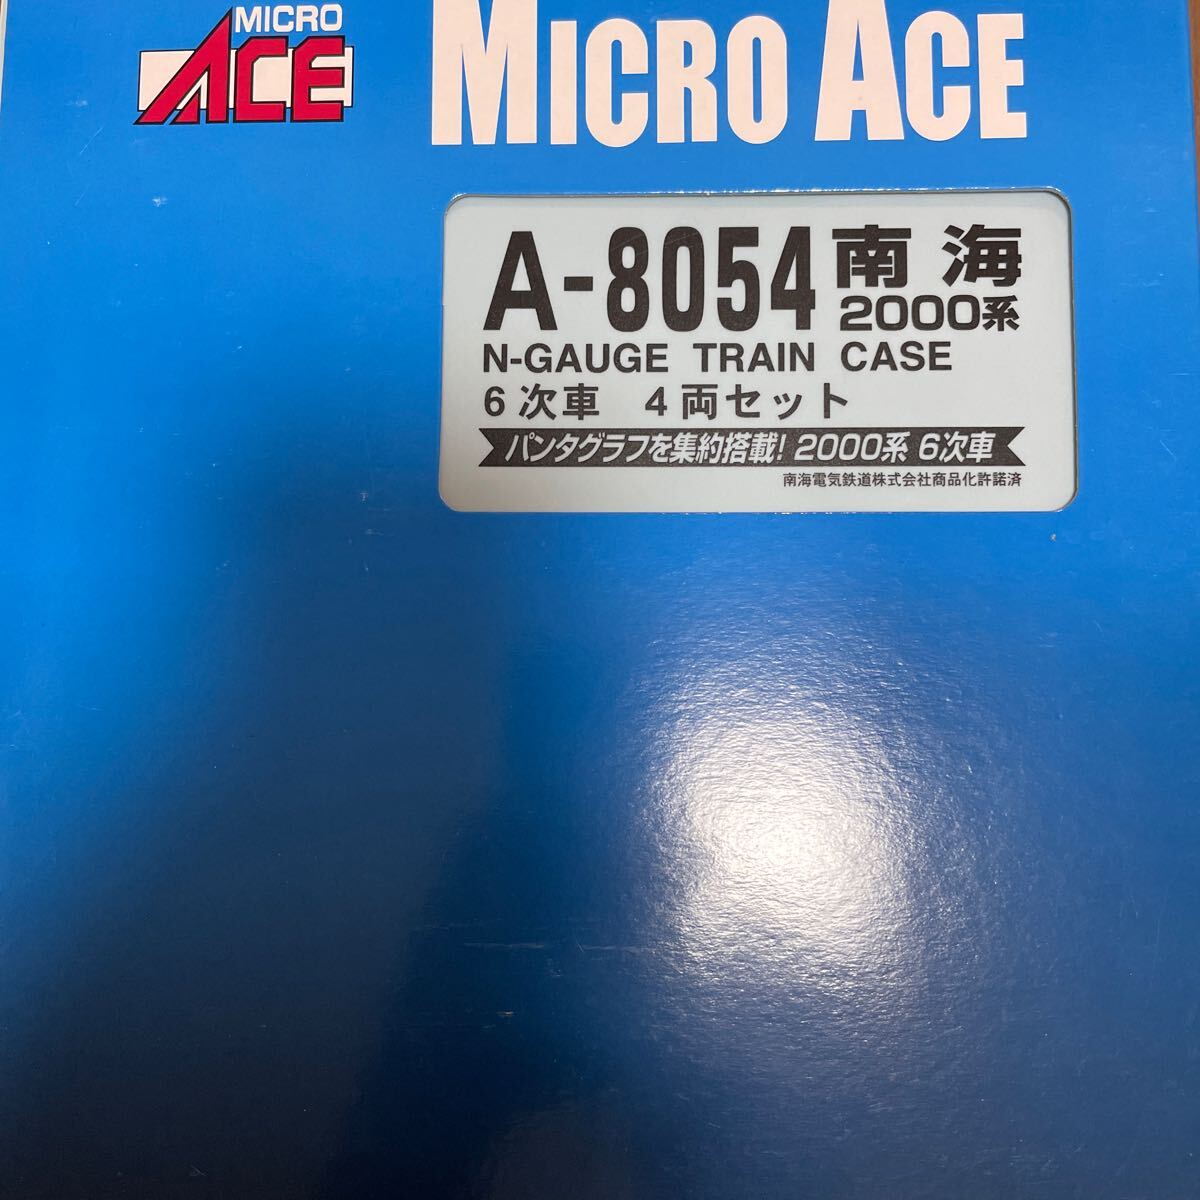 MICRO
ACE
MICRO ACE
A-8054 南海
2000系
N-GAUGE TRAIN CASE
6次車 4両セット
パンタグラフを集約搭載! 2000系 6次車
南海電気鉄道株式会社商品化許諾済